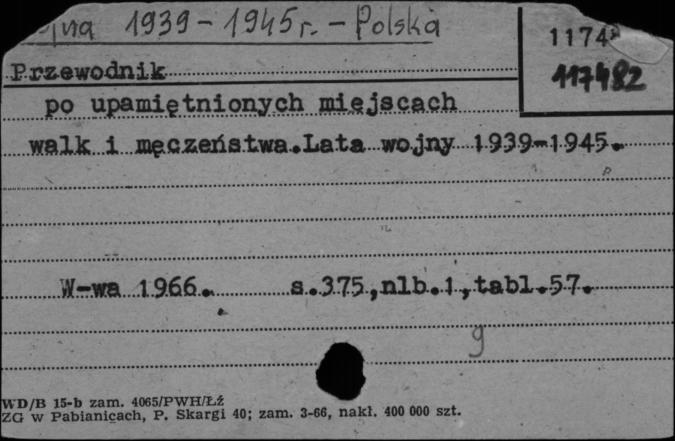 1939-1945r. - Polska
1174
117482
Przewodnik
po upamiętnionych miejscach
walk i męczeństwa.Lata wojny 1939-1945.
W-wa 1966. s.375,nlb.1,tabl.57.
g
WD/B 15-b zam. 4065/PWH/Łź
ZG w Pabianicach, P. Skargi 40; zam. 3-66, nakł. 400 000 szt.